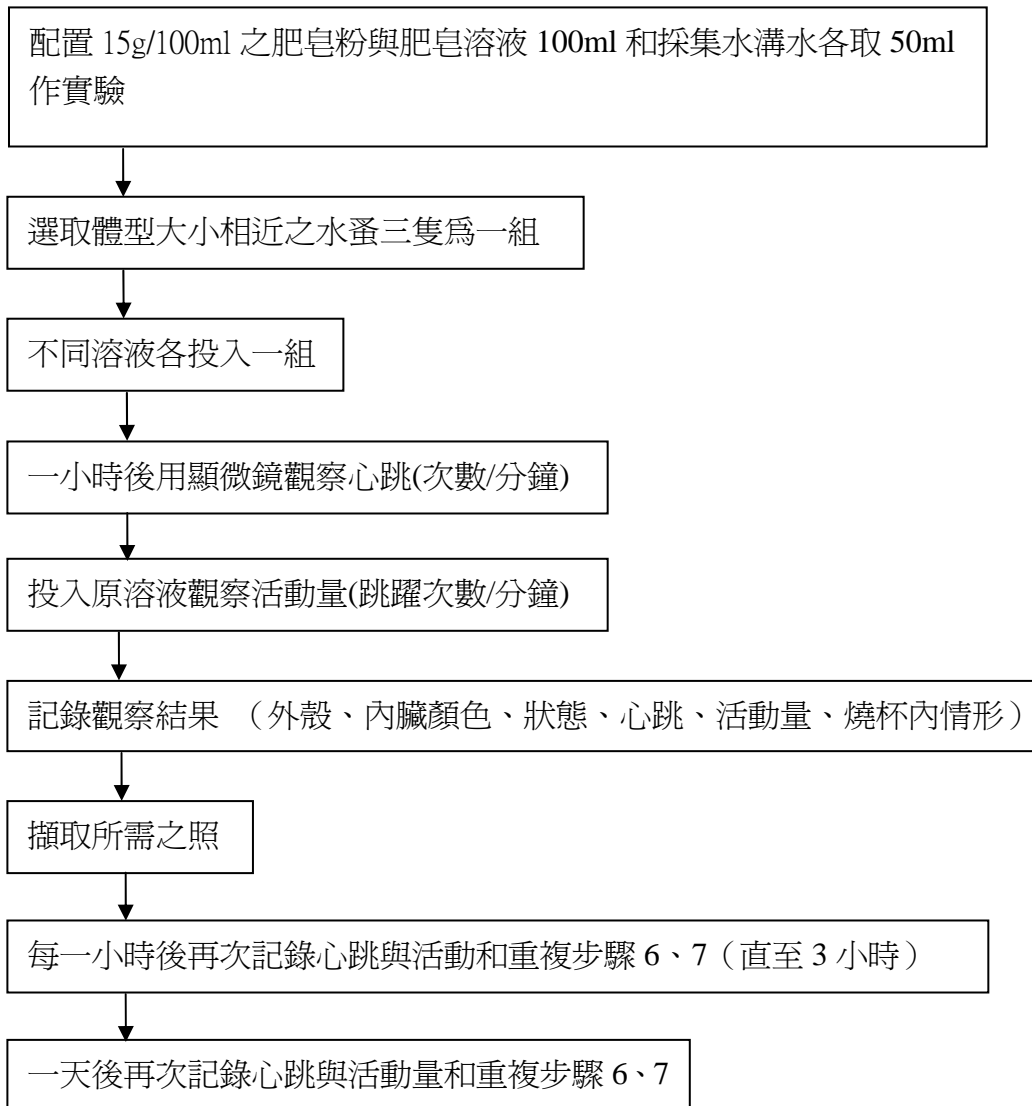 配置 15g/100ml 之肥皂粉與肥皂溶液 100ml 和採集水溝水各取 50ml
作實驗
選取體型大小相近之水蚤三隻為一組
不同溶液各投入一組
一小時後用顯微鏡觀察心跳(次數/分鐘)
投入原溶液觀察活動量(跳躍次數/分鐘)
記錄觀察結果 （外殼、內臟顏色、狀態、心跳、活動量、燒杯內情形）
擷取所需之照
每一小時後再次記錄心跳與活動和重複步驟 6、7（直至 3 小時）
一天後再次記錄心跳與活動量和重複步驟 6、7